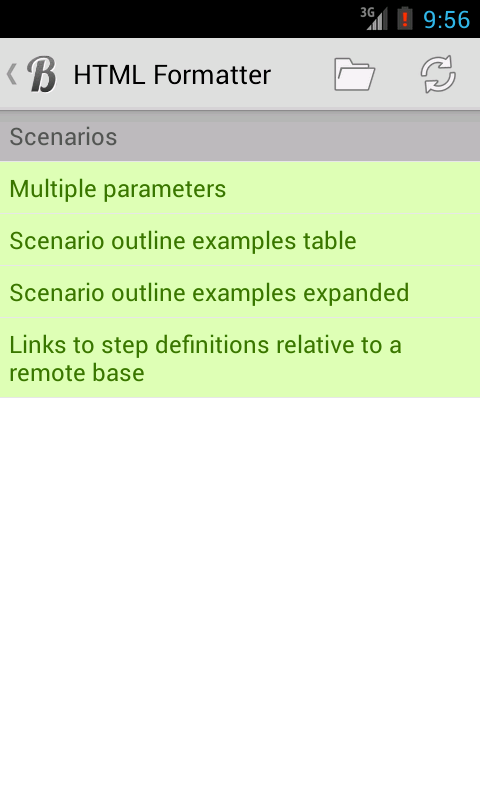 3G
9:56
B HTML Formatter
Scenarios
Multiple parameters
Scenario outline examples table
Scenario outline examples expanded
Links to step definitions relative to a
remote base